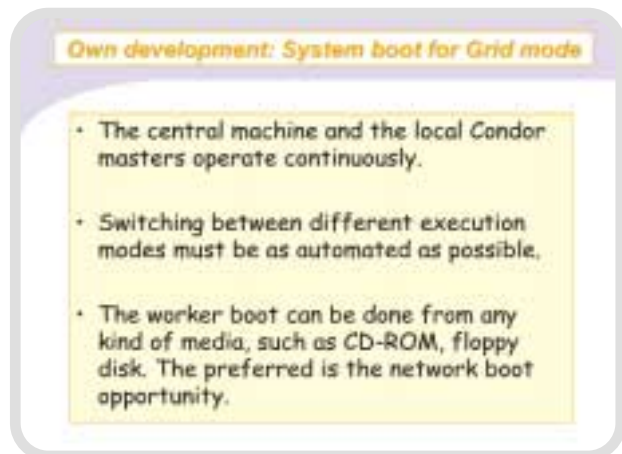 Own development: System boot for Grid mode
• The central machine and the local Condor
masters operate continuously.
• Switching between different execution
modes must be as automated as possible.
• The worker boot can be done from any
kind of media, such as CD-ROM, floppy
disk. The preferred is the network boot
opportunity.